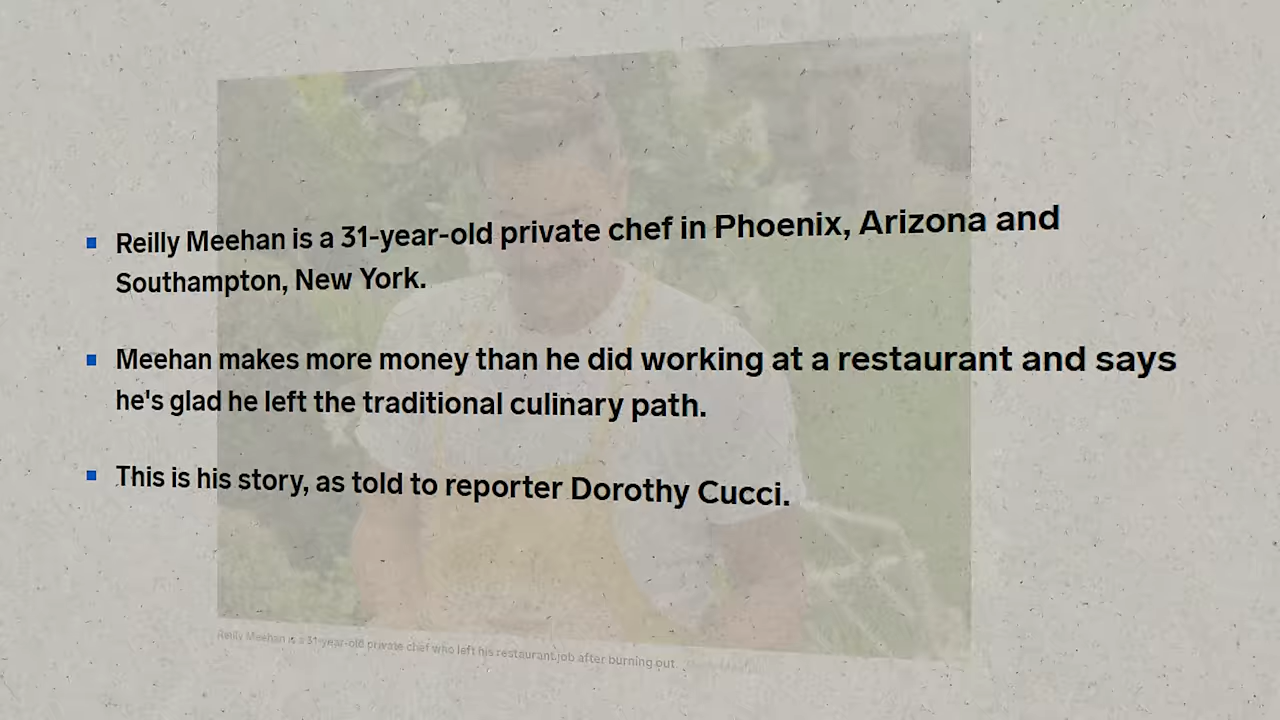 Reilly Meehan is a 31-year-old private chef in Phoenix, Arizona and
Southampton, New York.
Meehan makes more money than he did working at a restaurant and says
he's glad he left the traditional culinary path.
This is his story, as told to reporter Dorothy Cucci.
Reilly Meehan is a 31-year-old private chef who left his restaurant job after burning out.